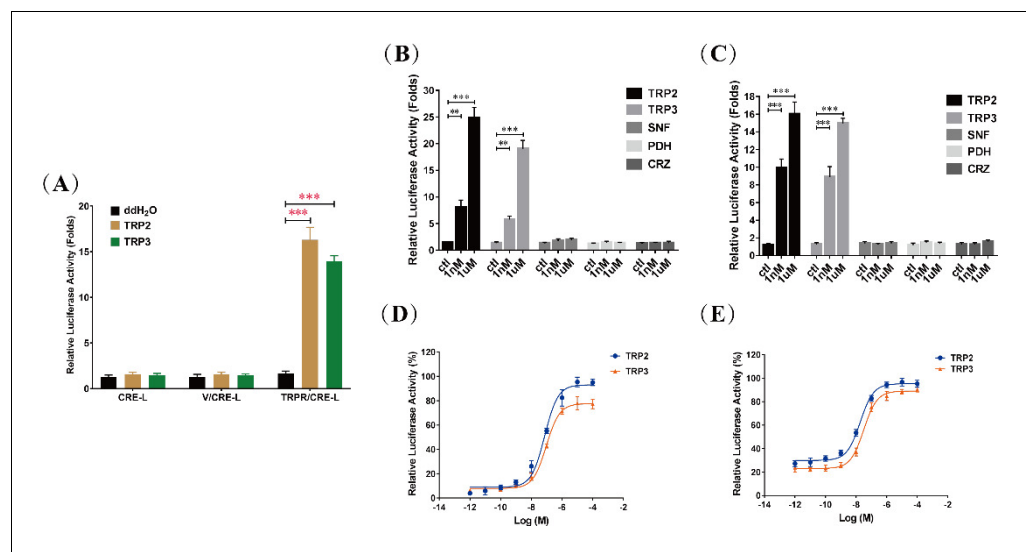 (A)
Relative Luciferase Activity (Folds)
20
15
10
5
0
ddH₂O
TRP2
TRP3
***
***
CRE-L
V/CRE-L
TRPR/CRE-L
(B)
Relative Luciferase Activity (Folds)
30
25
20
15
10
5
0
***
**
***
**
TRP2
TRP3
SNF
PDH
CRZ
ctl 1nM 1uM ctl 1nM 1uM ctl 1nM 1uM ctl 1nM 1uM ctl 1nM 1uM
(C)
Relative Luciferase Activity (Folds)
18
16
14
12
10
8
6
4
2
0
***
***
***
***
TRP2
TRP3
SNF
PDH
CRZ
ctl 1nM 1uM ctl 1nM 1uM ctl 1nM 1uM ctl 1nM 1uM ctl 1nM 1uM
(D)
Relative Luciferase Activity (%)
120
100
80
60
40
20
0
TRP2
TRP3
-14 -12 -10 -8 -6 -4 -2
Log (M)
(E)
Relative Luciferase Activity (%)
120
100
80
60
40
20
0
TRP2
TRP3
-14 -12 -10 -8 -6 -4 -2
Log (M)